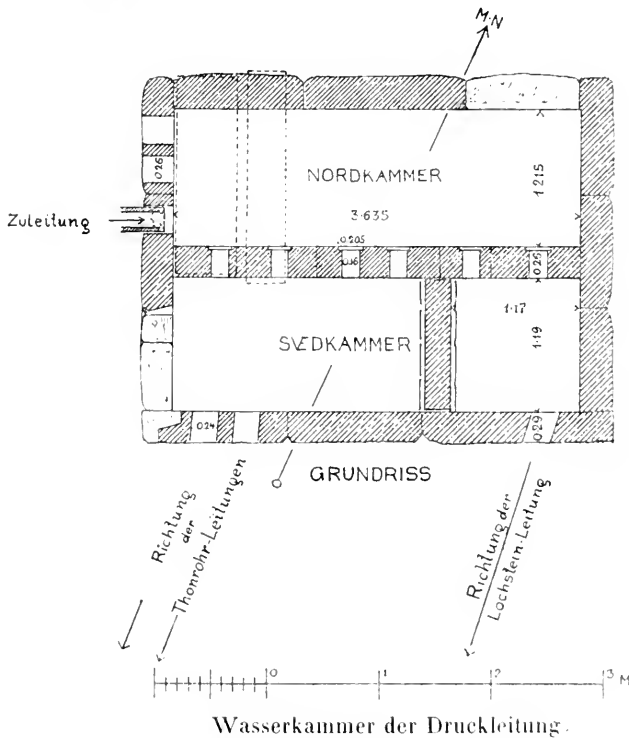 M·N
0.26
NORDKAMMER
1·215
Zuleitung
3·635
0.205
0.16
0.25
1·17
SVEDKAMMER
1·19
0.24
0.29
GRUNDRISS
Richtung
der
Thonrohr-Leitungen
Richtung der
Lochstein-Leitung
0 1 2 3 M
Wasserkammer der Druckleitung.